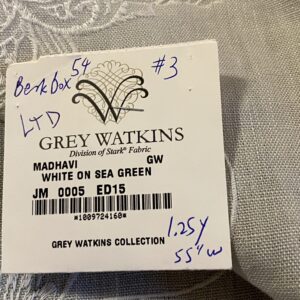 Berk Box 54 #3
LTD
GREY WATKINS
Division of Stark® Fabric
MADHAVI GW
WHITE ON SEA GREEN
JM 0005 ED15
*1009724160*
GREY WATKINS COLLECTION
1.25y
55" w